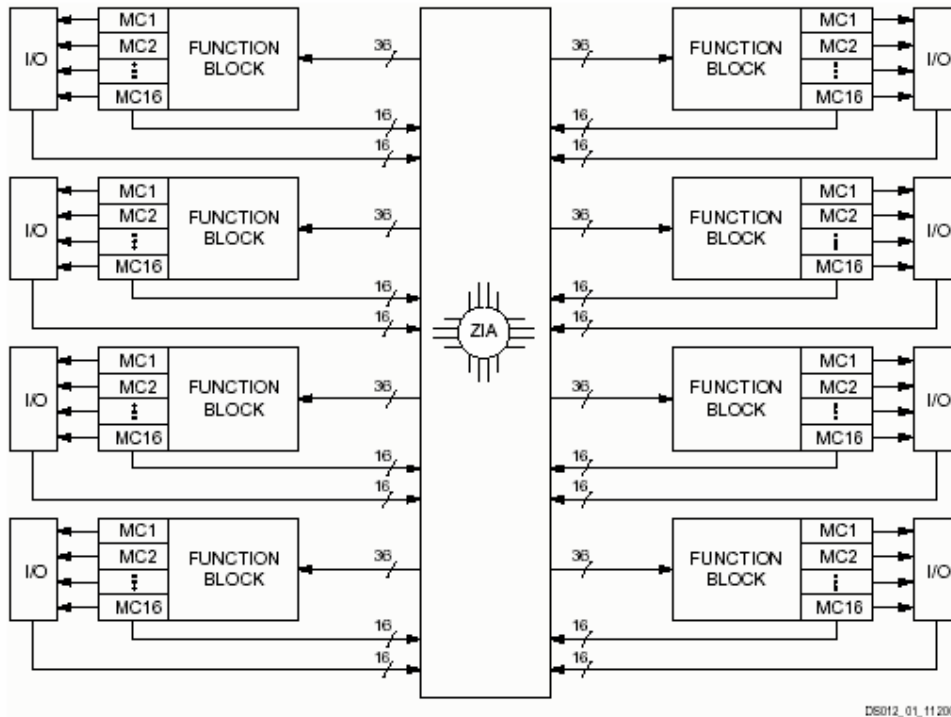 MC1 36 36 MC1
I/O MC2 FUNCTION BLOCK FUNCTION BLOCK MC2 I/O
MC16 MC16
16 16
16 16
MC1 36 36 MC1
I/O MC2 FUNCTION BLOCK FUNCTION BLOCK MC2 I/O
MC16 MC16
16 16
16 16
ZIA
MC1 36 36 MC1
I/O MC2 FUNCTION BLOCK FUNCTION BLOCK MC2 I/O
MC16 MC16
16 16
16 16
MC1 36 36 MC1
I/O MC2 FUNCTION BLOCK FUNCTION BLOCK MC2 I/O
MC16 MC16
16 16
16 16